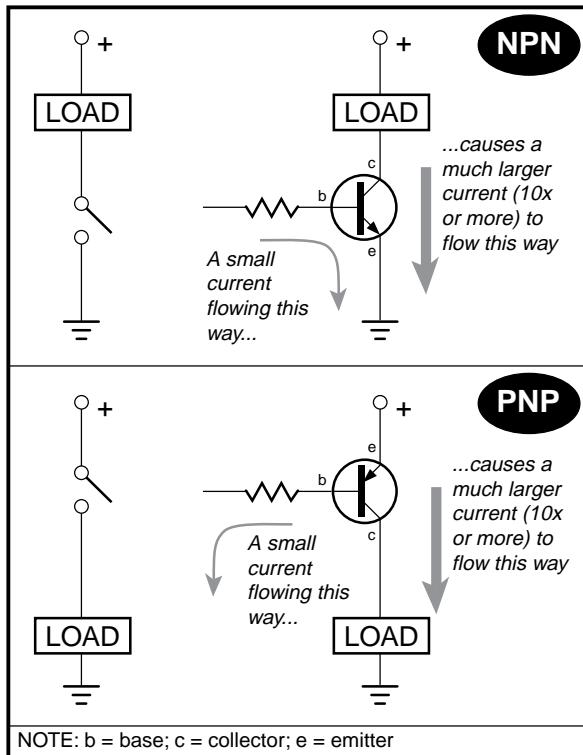 NPN
+
+
LOAD
LOAD
c
b
e
...causes a
much larger
current (10x
or more) to
flow this way
A small
current
flowing this
way...
PNP
+
+
e
b
c
...causes a
much larger
current (10x
or more) to
flow this way
A small
current
flowing this
way...
LOAD
LOAD
NOTE: b = base; c = collector; e = emitter